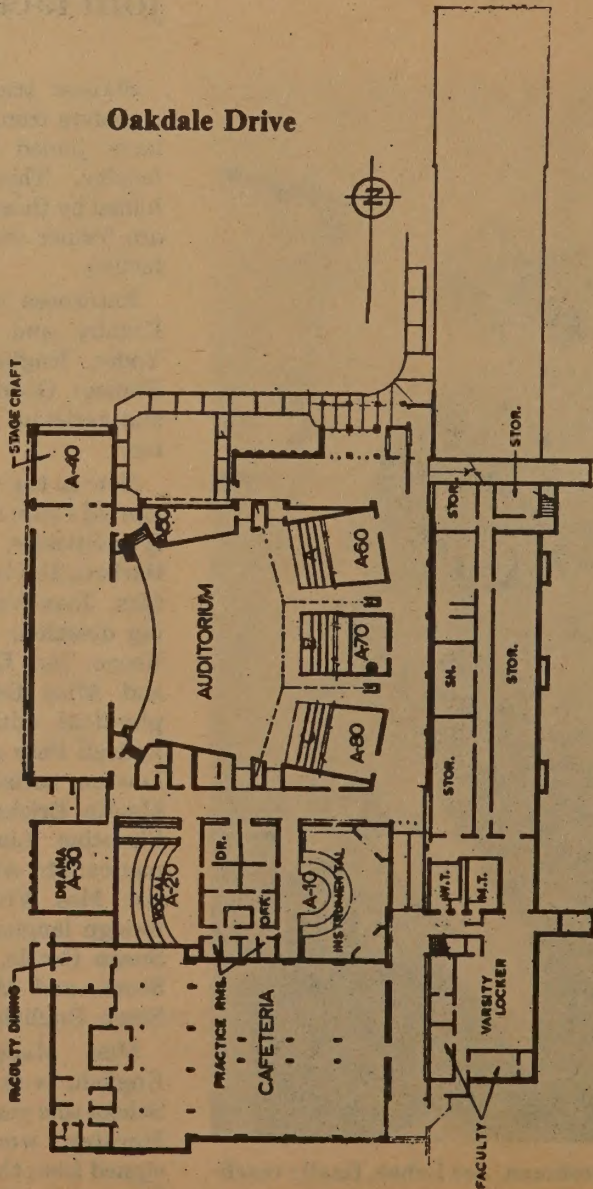 Oakdale Drive
N
STAGE CRAFT
A-40
A-50
AUDITORIUM
A-60
A-70
A-80
STOR.
STOR.
SH.
STOR.
STOR.
DRAMA
A-30
VOCAL
A-20
DR.
OFF.
A-10
INSTRUMENTAL
W.T.
M.T.
FACULTY DINING
PRACTICE RMS.
CAFETERIA
VARSITY
LOCKER
FACULTY